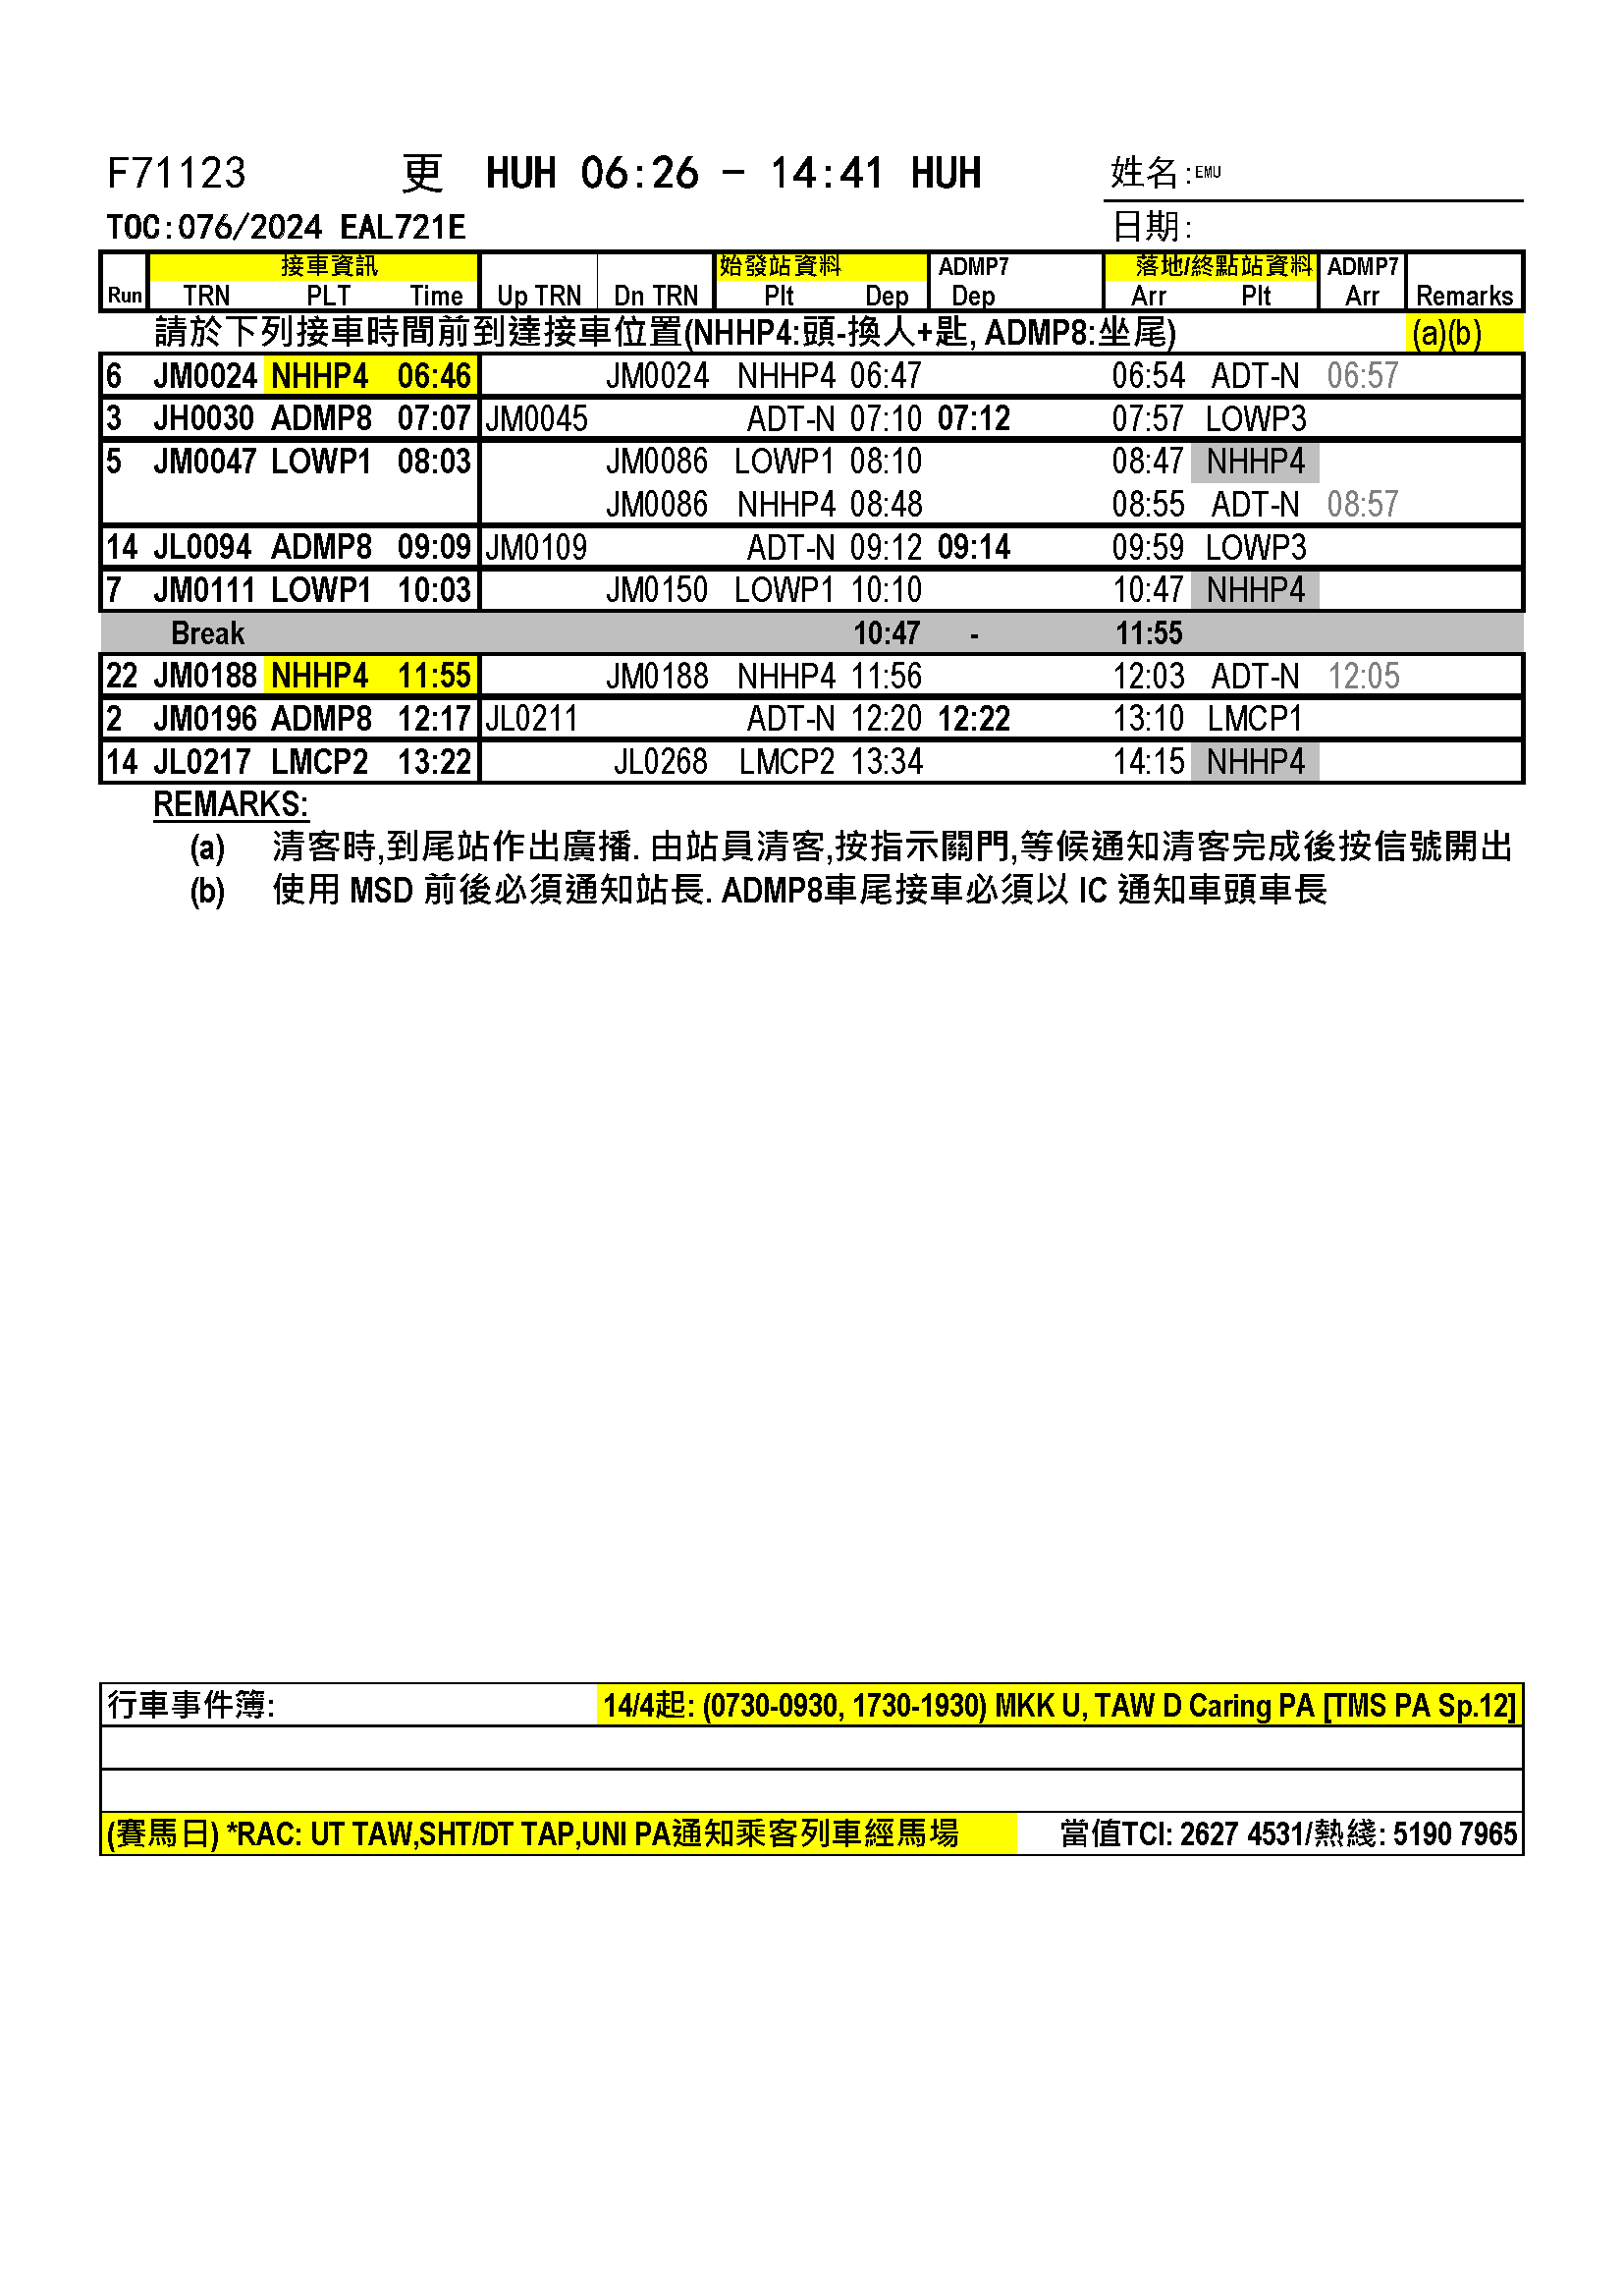 F71123 更 HUH 06:26 - 14:41 HUH 姓名:EMU
TOC:076/2024 EAL721E 日期:
接車資訊 始發站資料 ADMP7 落地/終點站資料 ADMP7
Run TRN PLT Time Up TRN Dn TRN Plt Dep Dep Arr Plt Arr Remarks
請於下列接車時間前到達接車位置(NHHP4:頭-換人+匙, ADMP8:坐尾) (a)(b)
6 JM0024 NHHP4 06:46 JM0024 NHHP4 06:47 06:54 ADT-N 06:57
3 JH0030 ADMP8 07:07 JM0045 ADT-N 07:10 07:12 07:57 LOWP3
5 JM0047 LOWP1 08:03 JM0086 LOWP1 08:10 08:47 NHHP4
JM0086 NHHP4 08:48 08:55 ADT-N 08:57
14 JL0094 ADMP8 09:09 JM0109 ADT-N 09:12 09:14 09:59 LOWP3
7 JM0111 LOWP1 10:03 JM0150 LOWP1 10:10 10:47 NHHP4
Break 10:47 - 11:55
22 JM0188 NHHP4 11:55 JM0188 NHHP4 11:56 12:03 ADT-N 12:05
2 JM0196 ADMP8 12:17 JL0211 ADT-N 12:20 12:22 13:10 LMCP1
14 JL0217 LMCP2 13:22 JL0268 LMCP2 13:34 14:15 NHHP4
REMARKS:
(a) 清客時,到尾站作出廣播. 由站員清客,按指示關門,等候通知清客完成後按信號開出
(b) 使用 MSD 前後必須通知站長. ADMP8車尾接車必須以 IC 通知車頭車長
行車事件簿: 14/4起: (0730-0930, 1730-1930) MKK U, TAW D Caring PA [TMS PA Sp.12]
(賽馬日) *RAC: UT TAW,SHT/DT TAP,UNI PA通知乘客列車經馬場 當值TCI: 2627 4531/熱綫: 5190 7965